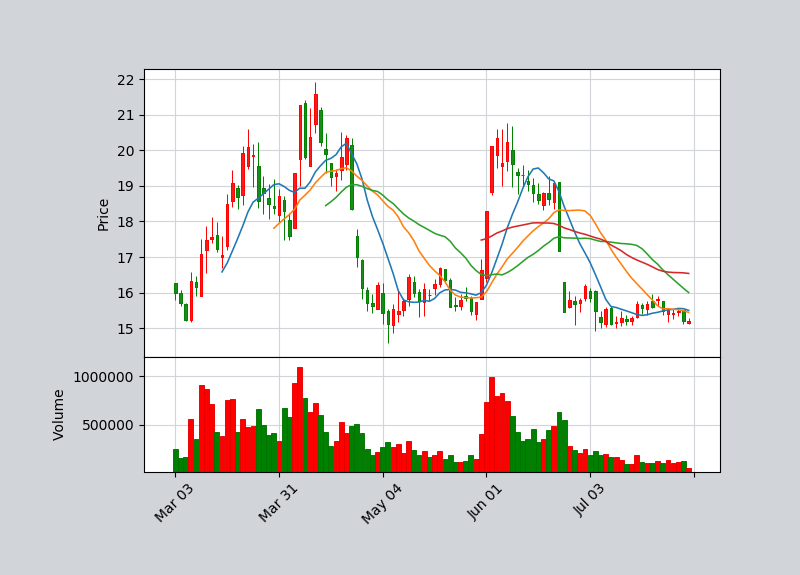 22
21
20
19
18
17
16
15
Price
1000000
500000
Volume
Mar 03
Mar 31
May 04
Jun 01
Jul 03